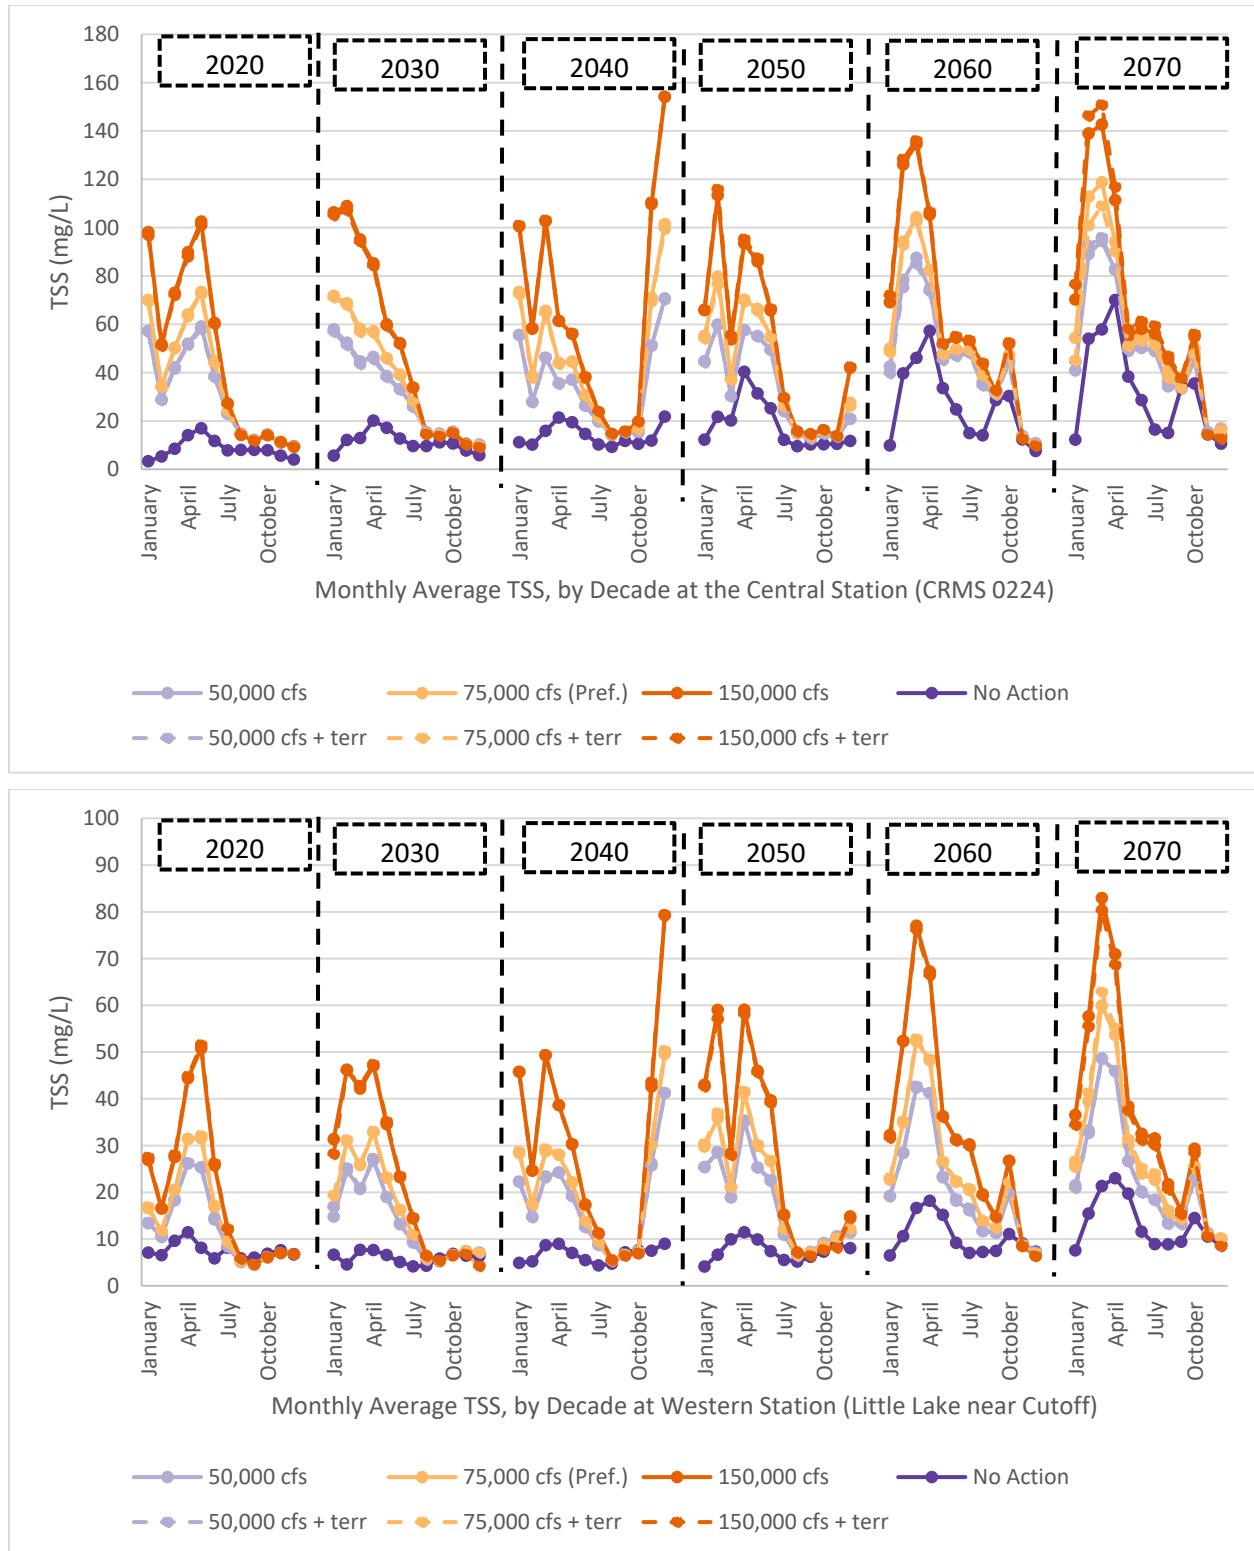 180
160
140
120
100
80
60
40
20
0
TSS (mg/L)
2020
2030
2040
2050
2060
2070
January
April
July
October
January
April
July
October
January
April
July
October
January
April
July
October
January
April
July
October
January
April
July
October
Monthly Average TSS, by Decade at the Central Station (CRMS 0224)
50,000 cfs
75,000 cfs (Pref.)
150,000 cfs
No Action
50,000 cfs + terr
75,000 cfs + terr
150,000 cfs + terr
100
90
80
70
60
50
40
30
20
10
0
TSS (mg/L)
2020
2030
2040
2050
2060
2070
January
April
July
October
January
April
July
October
January
April
July
October
January
April
July
October
January
April
July
October
January
April
July
October
Monthly Average TSS, by Decade at Western Station (Little Lake near Cutoff)
50,000 cfs
75,000 cfs (Pref.)
150,000 cfs
No Action
50,000 cfs + terr
75,000 cfs + terr
150,000 cfs + terr